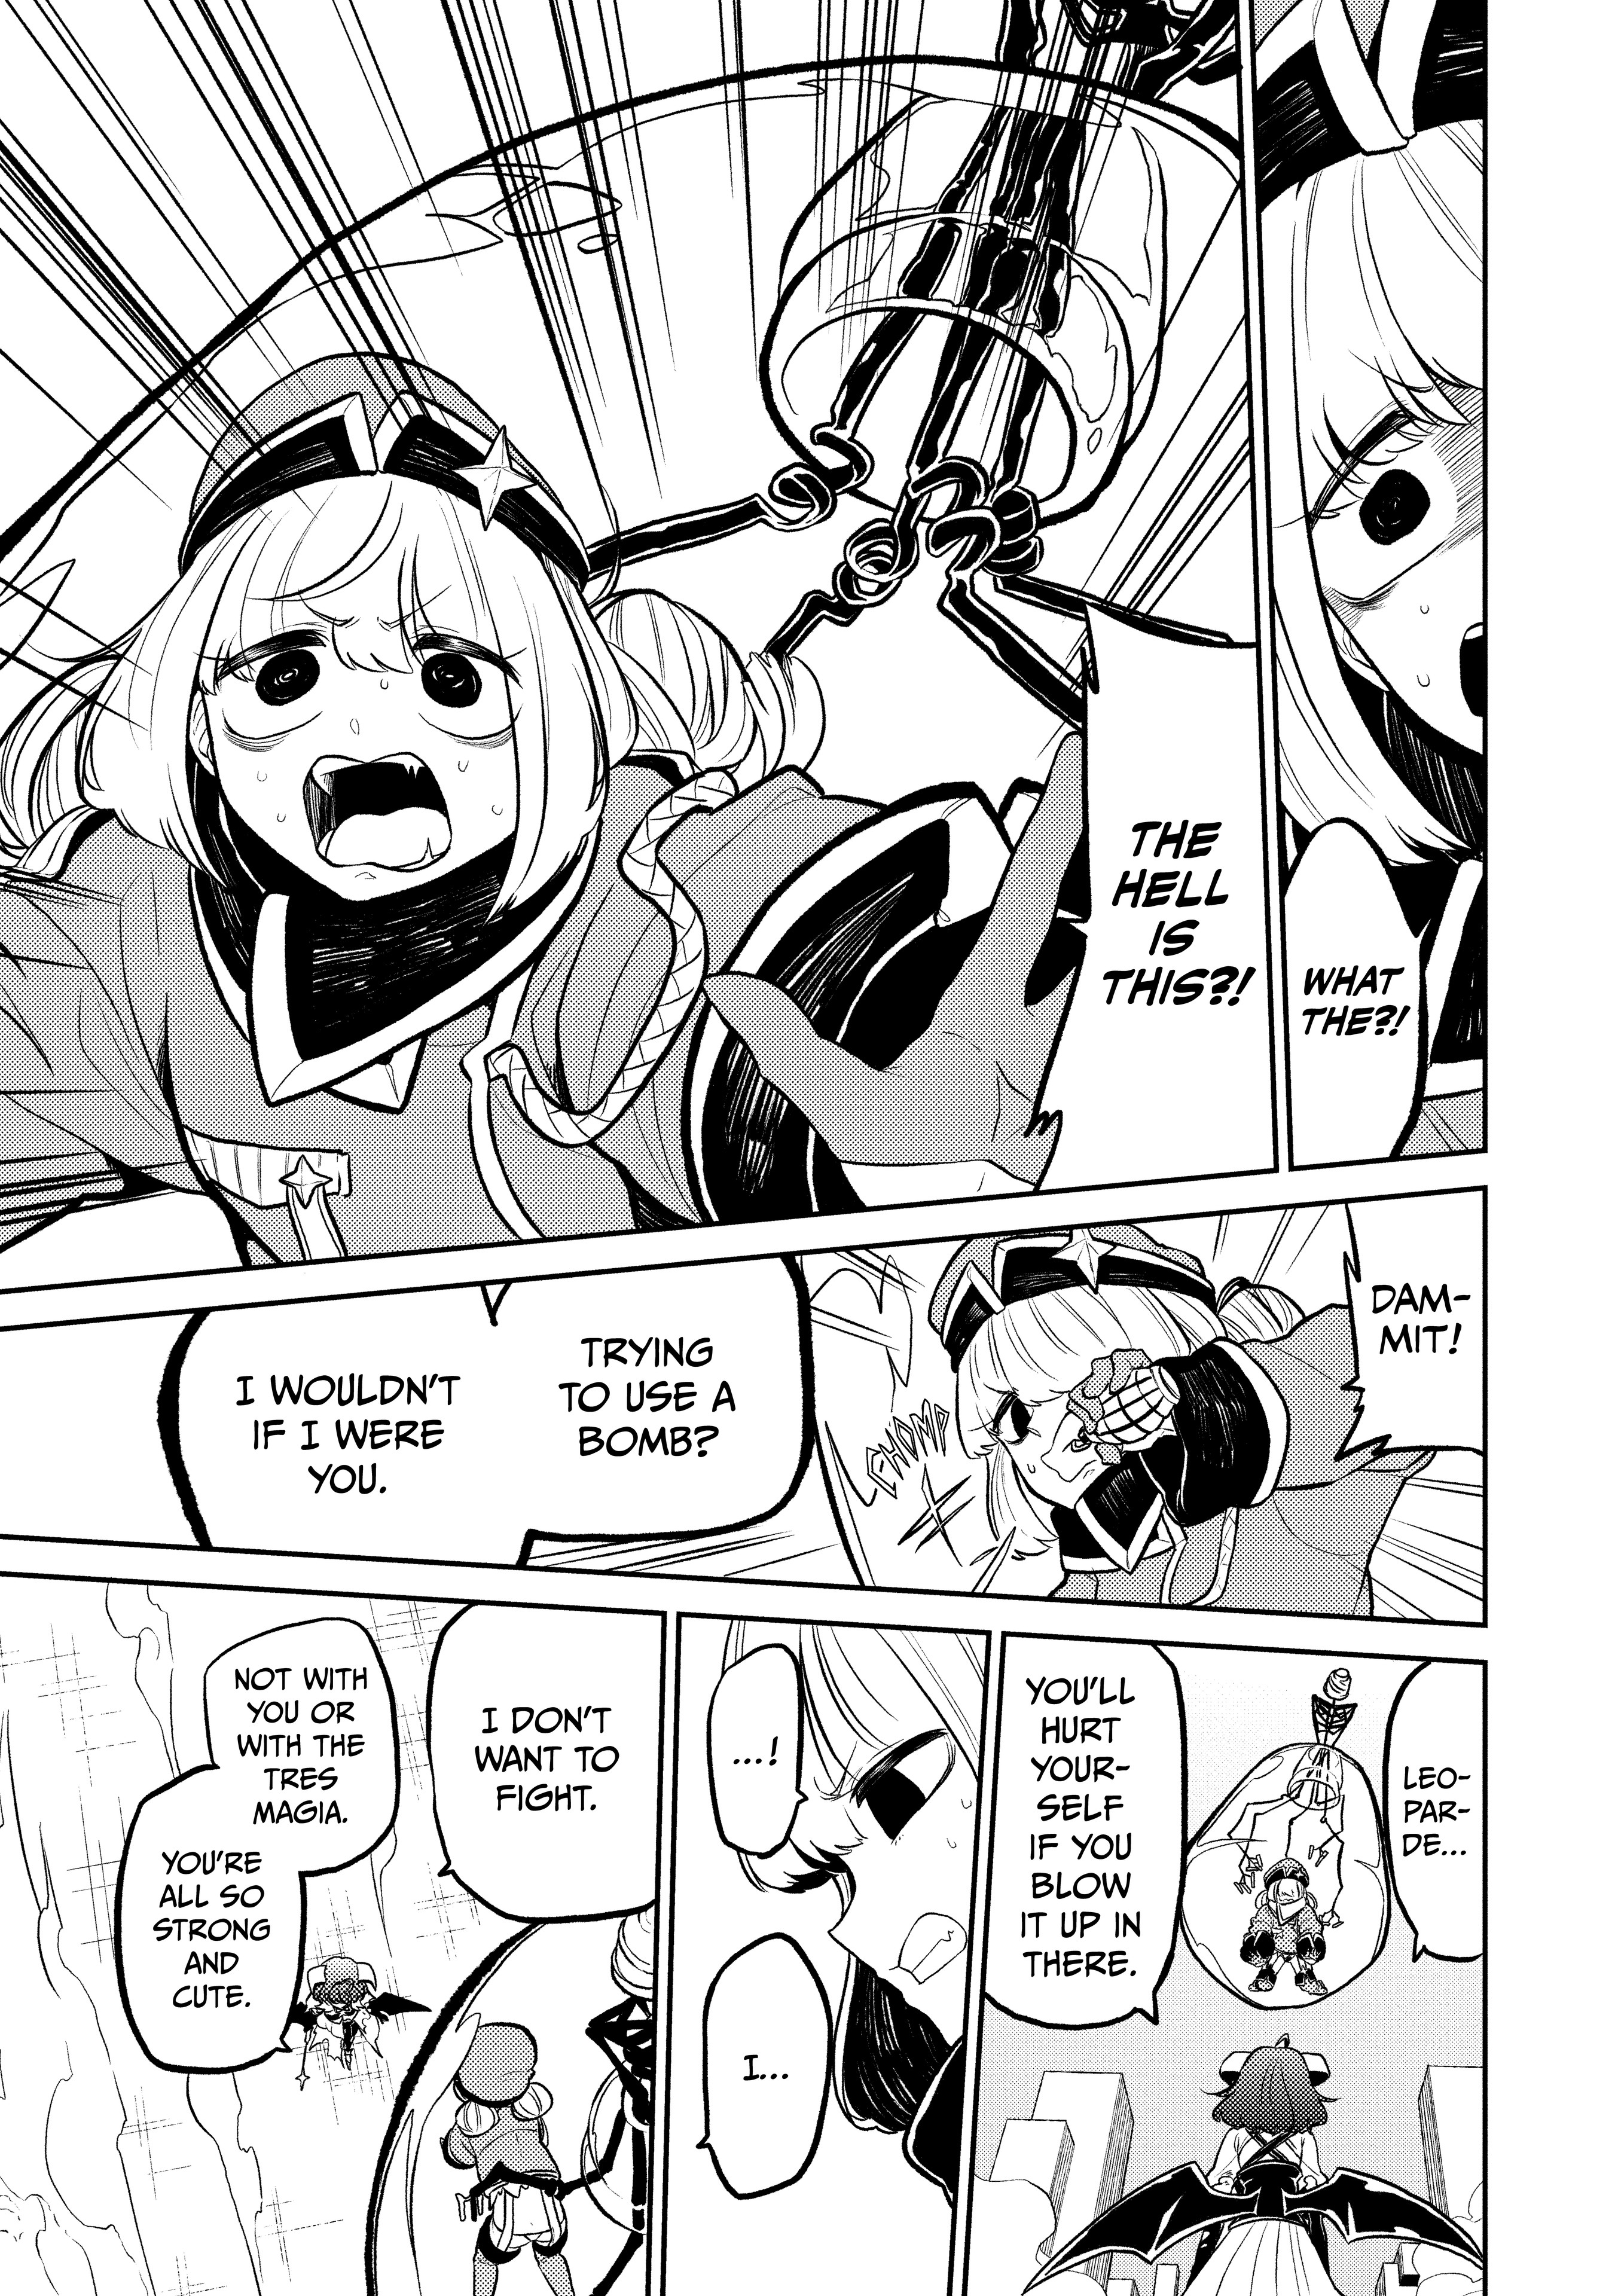 WHAT
THE?!
THE
HELL
IS
THIS?!
DAM-
MIT!
CHOMP
TRYING
TO USE A
BOMB?
I WOULDN'T
IF I WERE
YOU.
LEO-
PAR-
DE...
YOU'LL
HURT
YOUR-
SELF
IF YOU
BLOW
IT UP IN
THERE.
...!
I...
I DON'T
WANT TO
FIGHT.
NOT WITH
YOU OR
WITH THE
TRES
MAGIA.
YOU'RE
ALL SO
STRONG
AND
CUTE.